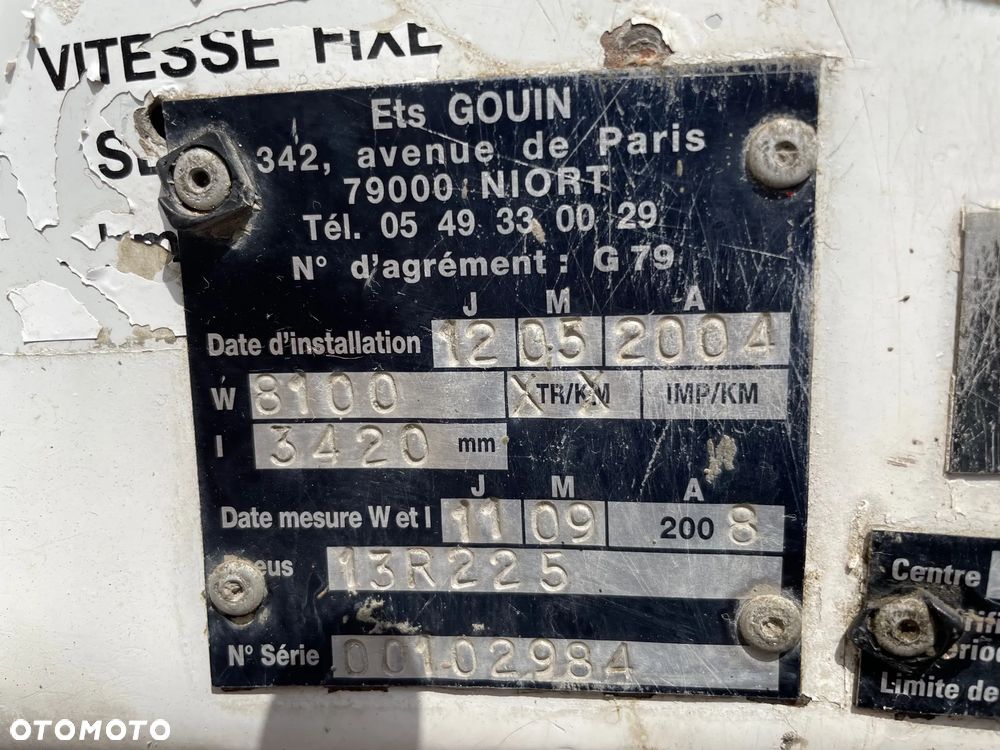 VITESSE FIXE
Ets GOUIN
342, avenue de Paris
79000 NIORT
Tél. 05 49 33 00 29
N° d'agrément : G 79
J M A
Date d'installation 12 05 2004
W 8100 X TR/KM X IMP/KM
I 3420 mm
J M A
Date mesure W et I 11 09 2008
13R225
N° Série 00102984
Centre
Limite de
OTOMOTO